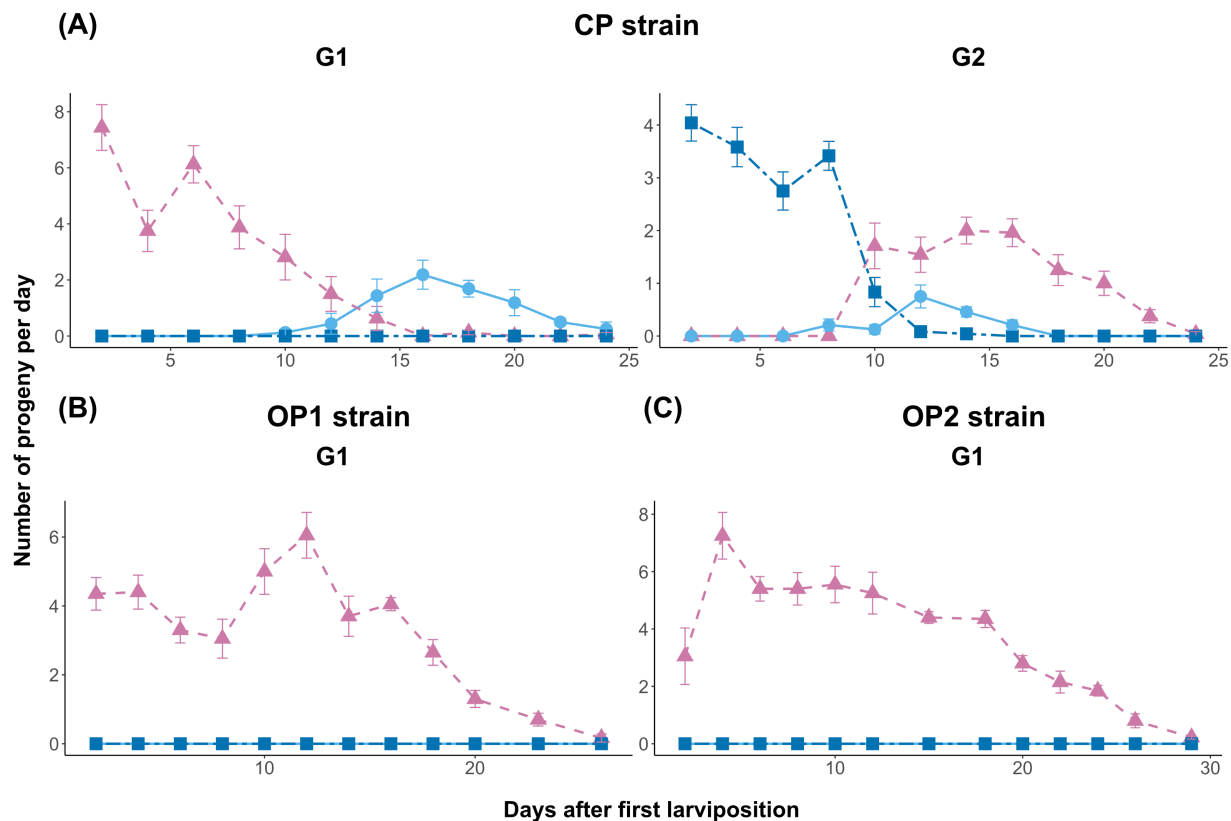 (A) CP strain
G1 G2
8
6
4
2
0
5 10 15 20 25
4
3
2
1
0
5 10 15 20 25
Number of progeny per day
(B) OP1 strain
G1
(C) OP2 strain
G1
6
4
2
0
10 20
8
6
4
2
0
10 20 30
Days after first larviposition